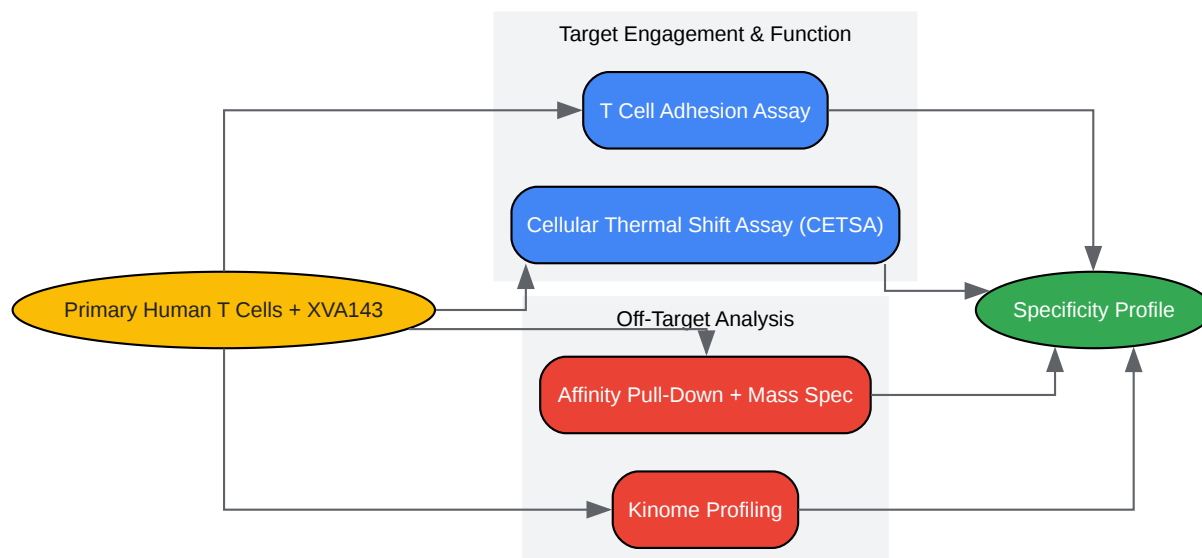 Target Engagement & Function
T Cell Adhesion Assay
Cellular Thermal Shift Assay (CETSA)
Primary Human T Cells + XVA143
Specificity Profile
Off-Target Analysis
Affinity Pull-Down + Mass Spec
Kinome Profiling